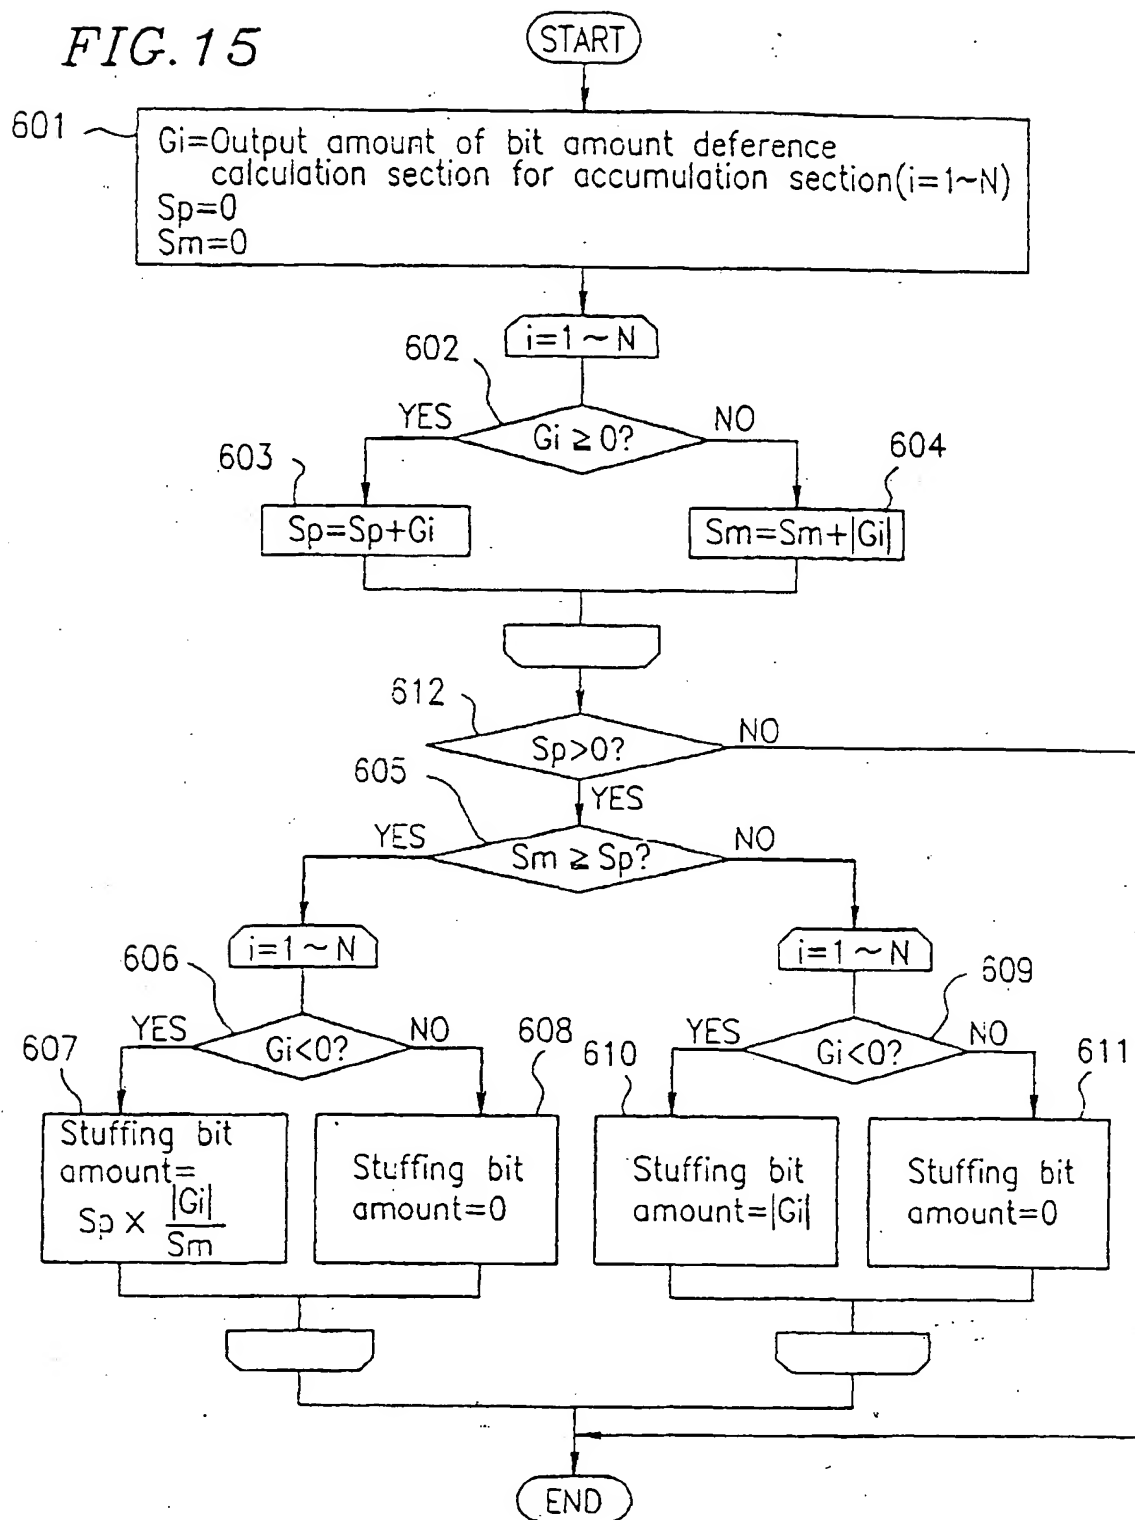 FIG.15
START
601
Gi=Output amount of bit amount deference
calculation section for accumulation section(i=1~N)
Sp=0
Sm=0
i=1~N
602
YES
NO
Gi≧0?
603
604
Sp=Sp+Gi
Sm=Sm+|Gi|
612
Sp>0?
NO
605
YES
YES
NO
Sm≧Sp?
i=1~N
i=1~N
606
609
YES
NO
YES
NO
607
Gi<0?
608
610
Gi<0?
611
Stuffing bit
amount=
Sp X |Gi|
Sm
Stuffing bit
amount=0
Stuffing bit
amount=|Gi|
Stuffing bit
amount=0
END